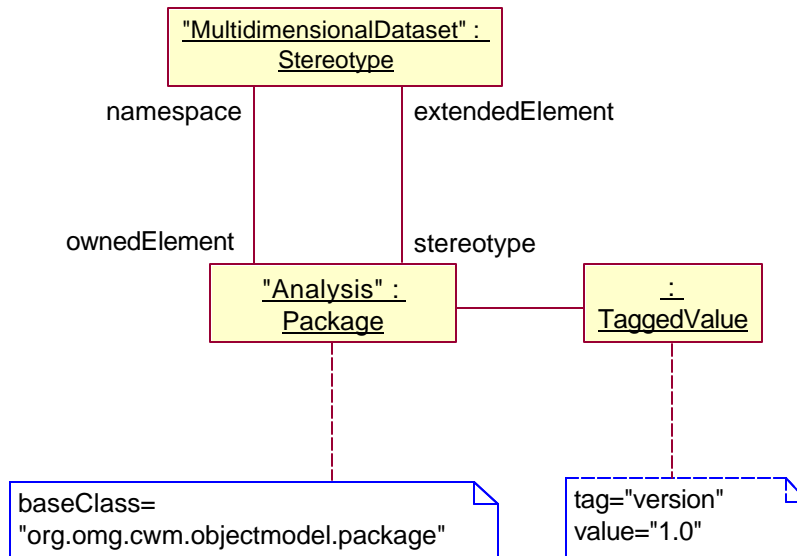 "MultidimensionalDataset" :
Stereotype
namespace
extendedElement
ownedElement
stereotype
"Analysis" :
Package
:
TaggedValue
baseClass=
"org.omg.cwm.objectmodel.package"
tag="version"
value="1.0"